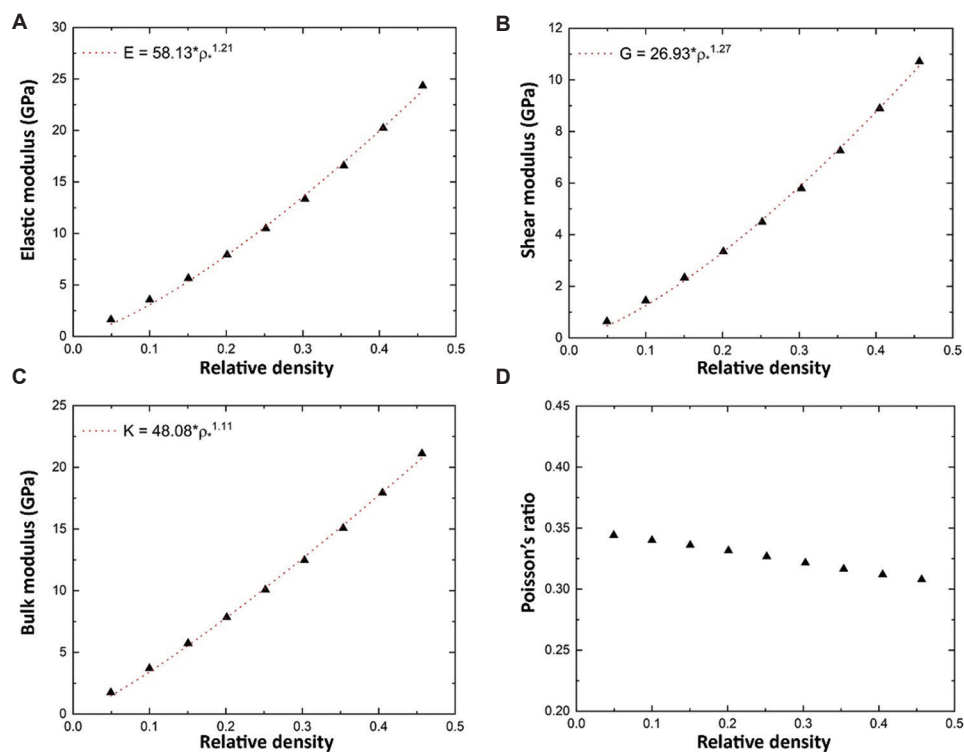 A
30
25
20
15
10
5
0
0.0 0.1 0.2 0.3 0.4 0.5
Elastic modulus (GPa)
Relative density
E = 58.13*ρ*^1.21
B
12
10
8
6
4
2
0
0.0 0.1 0.2 0.3 0.4 0.5
Shear modulus (GPa)
Relative density
G = 26.93*ρ*^1.27
C
25
20
15
10
5
0
0.0 0.1 0.2 0.3 0.4 0.5
Bulk modulus (GPa)
Relative density
K = 48.08*ρ*^1.11
D
0.45
0.40
0.35
0.30
0.25
0.20
0.0 0.1 0.2 0.3 0.4 0.5
Poisson's ratio
Relative density